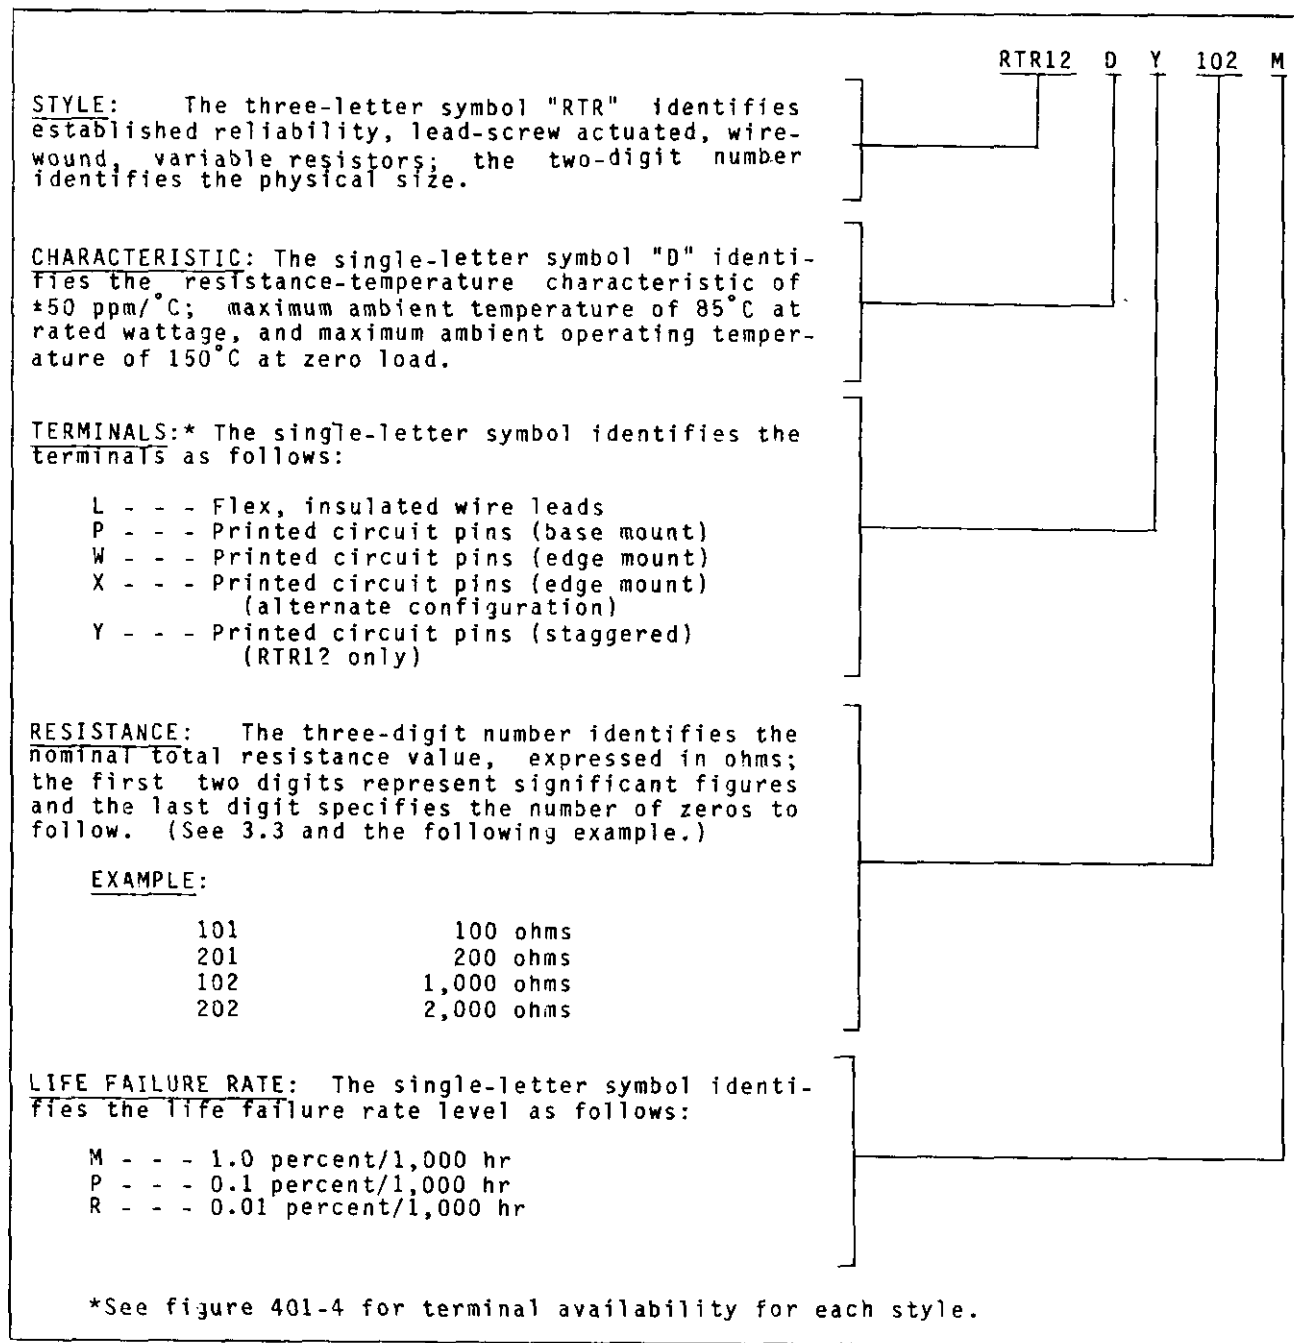 RTR12 D Y 102 M
STYLE: The three-letter symbol "RTR" identifies
established reliability, lead-screw actuated, wire-
wound, variable resistors; the two-digit number
identifies the physical size.
CHARACTERISTIC: The single-letter symbol "D" identi-
fies the resistance-temperature characteristic of
±50 ppm/°C; maximum ambient temperature of 85°C at
rated wattage, and maximum ambient operating temper-
ature of 150°C at zero load.
TERMINALS:* The single-letter symbol identifies the
terminals as follows:
L - - - Flex, insulated wire leads
P - - - Printed circuit pins (base mount)
W - - - Printed circuit pins (edge mount)
X - - - Printed circuit pins (edge mount)
(alternate configuration)
Y - - - Printed circuit pins (staggered)
(RTR12 only)
RESISTANCE: The three-digit number identifies the
nominal total resistance value, expressed in ohms;
the first two digits represent significant figures
and the last digit specifies the number of zeros to
follow. (See 3.3 and the following example.)
EXAMPLE:
101 100 ohms
201 200 ohms
102 1,000 ohms
202 2,000 ohms
LIFE FAILURE RATE: The single-letter symbol identi-
fies the life failure rate level as follows:
M - - - 1.0 percent/1,000 hr
P - - - 0.1 percent/1,000 hr
R - - - 0.01 percent/1,000 hr
*See figure 401-4 for terminal availability for each style.